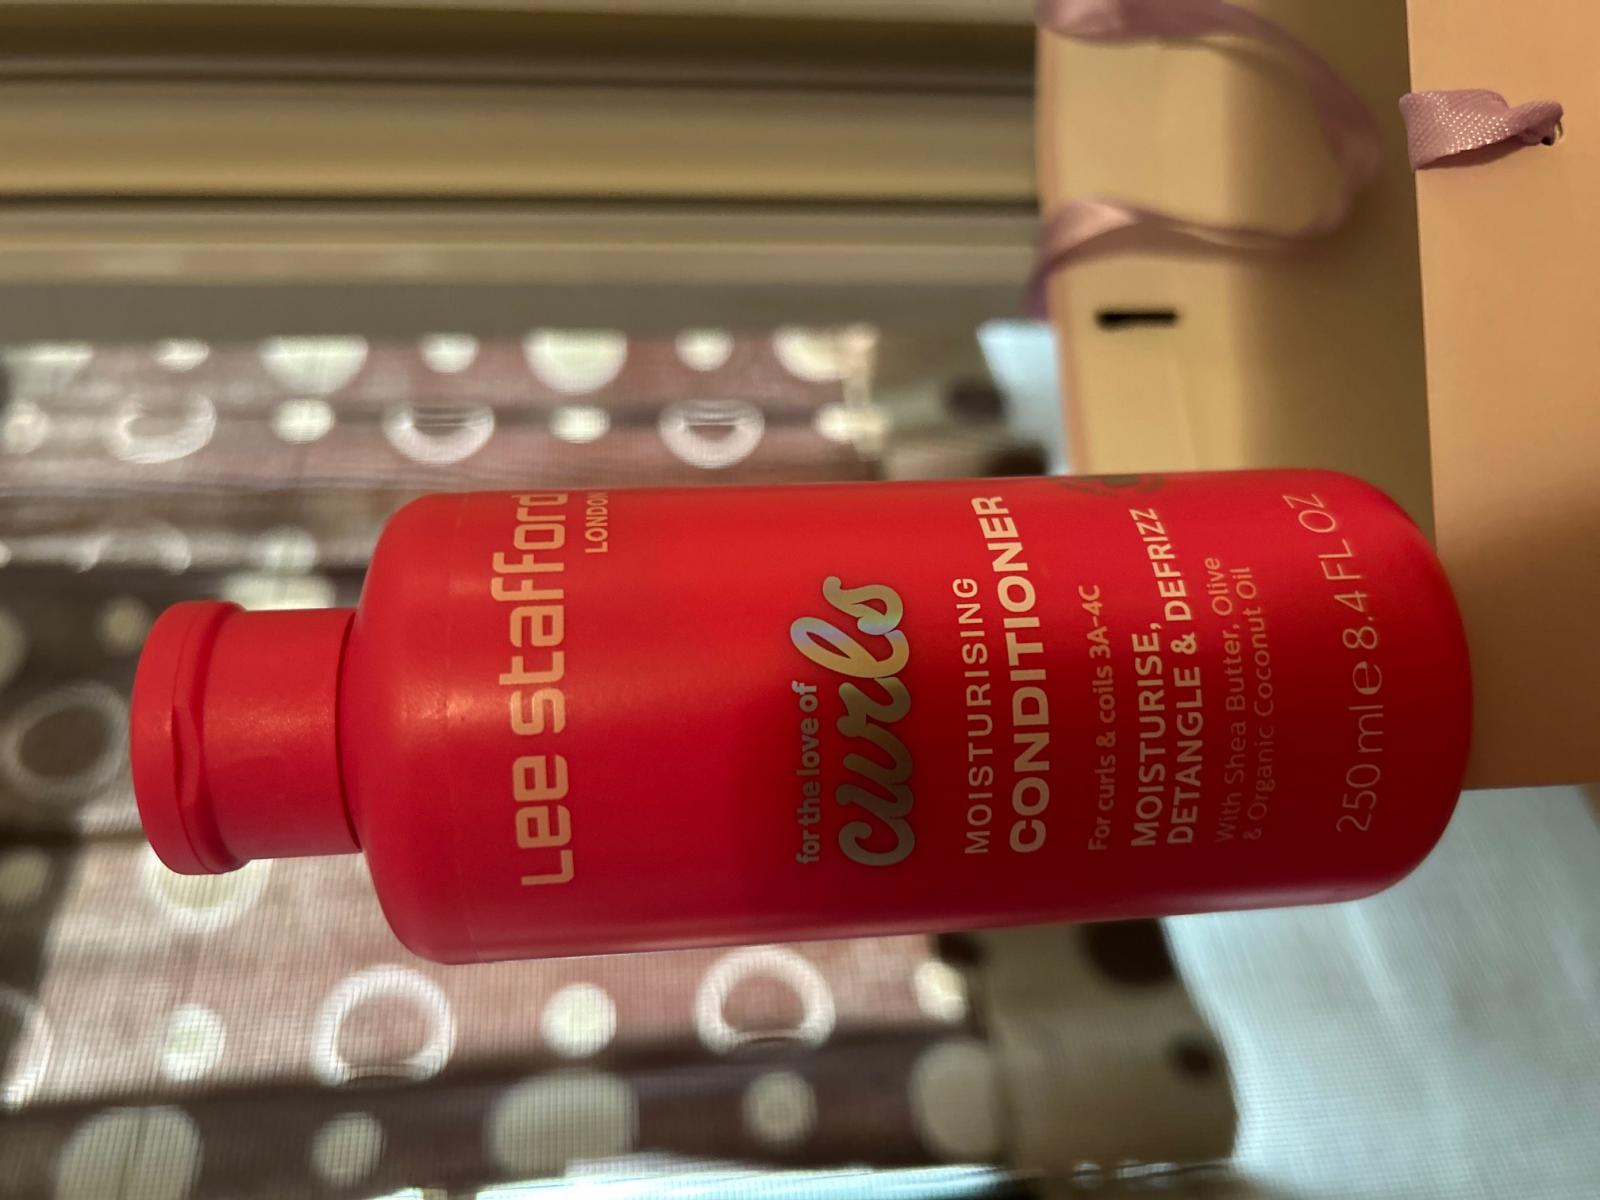 Lee stafford
LONDON
for the love of
curls
MOISTURISING
CONDITIONER
For curls & coils 3A-4C
MOISTURISE,
DETANGLE & DEFRIZZ
With Shea Butter, Olive
& Organic Coconut Oil
250 ml e 8.4 FL OZ